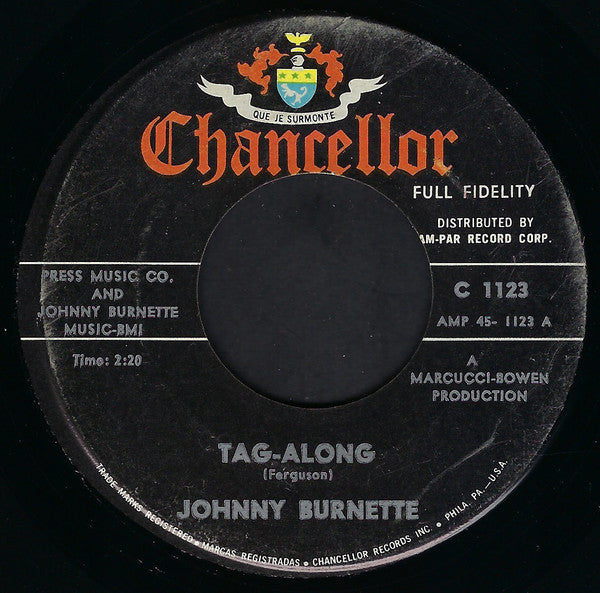 QUE JE SURMONTE
Chancellor
FULL FIDELITY
DISTRIBUTED BY
AM-PAR RECORD CORP.
PRESS MUSIC CO.
AND
JOHNNY BURNETTE
MUSIC-BMI
Time: 2:20
C 1123
AMP 45- 1123 A
A
MARCUCCI-BOWEN
PRODUCTION
TAG-ALONG
(Ferguson)
JOHNNY BURNETTE
TRADE MARKS REGISTERED • MARCAS REGISTRADAS • CHANCELLOR RECORDS INC. • PHILA. PA.—U.S.A.